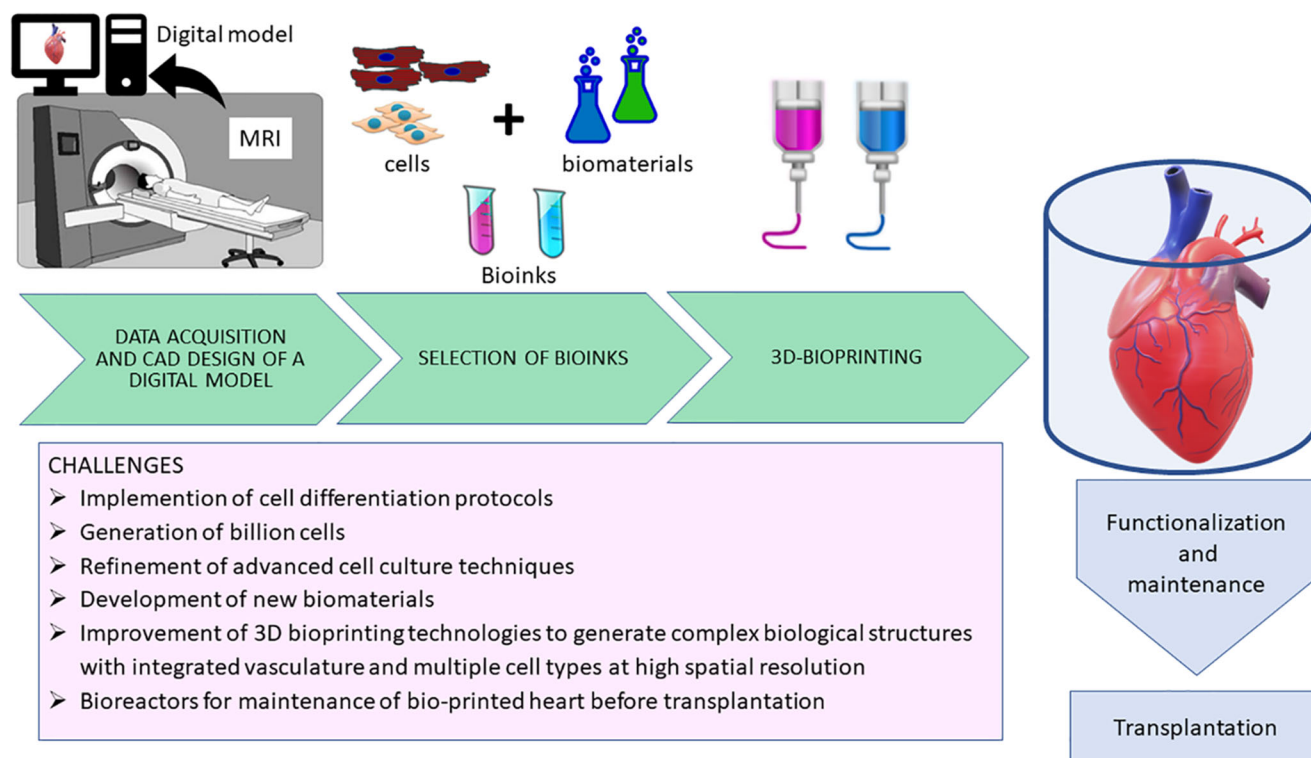 Digital model
MRI
cells
+
biomaterials
Bioinks
DATA ACQUISITION
AND CAD DESIGN OF A
DIGITAL MODEL
SELECTION OF BIOINKS
3D-BIOPRINTING
CHALLENGES
➢ Implemention of cell differentiation protocols
➢ Generation of billion cells
➢ Refinement of advanced cell culture techniques
➢ Development of new biomaterials
➢ Improvement of 3D bioprinting technologies to generate complex biological structures
with integrated vasculature and multiple cell types at high spatial resolution
➢ Bioreactors for maintenance of bio-printed heart before transplantation
Functionalization
and
maintenance
Transplantation